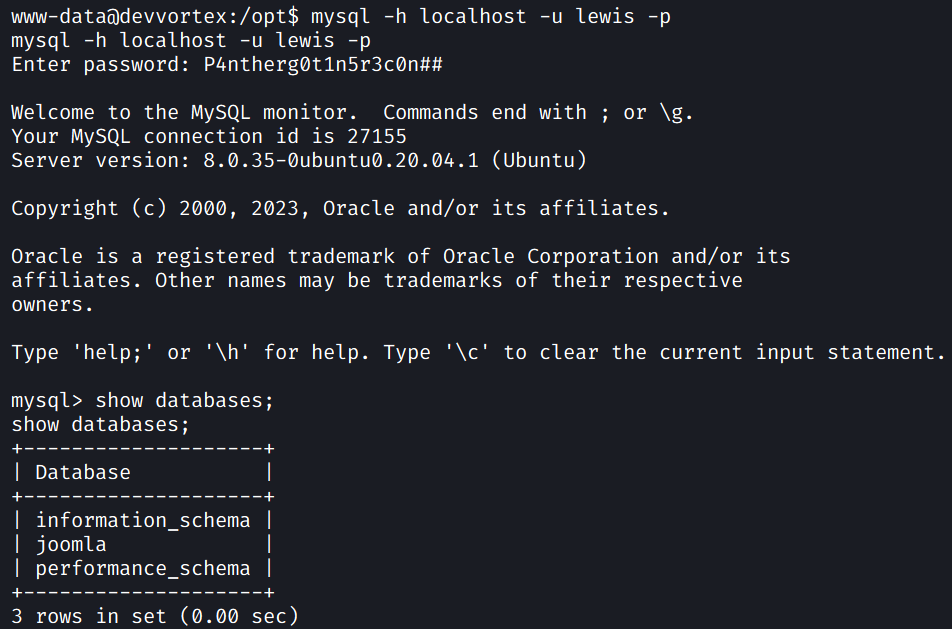 www-data@devvortex:/opt$ mysql -h localhost -u lewis -p
mysql -h localhost -u lewis -p
Enter password: P4ntherg0t1n5r3c0n##

Welcome to the MySQL monitor.  Commands end with ; or \g.
Your MySQL connection id is 27155
Server version: 8.0.35-0ubuntu0.20.04.1 (Ubuntu)

Copyright (c) 2000, 2023, Oracle and/or its affiliates.

Oracle is a registered trademark of Oracle Corporation and/or its
affiliates. Other names may be trademarks of their respective
owners.

Type 'help;' or '\h' for help. Type '\c' to clear the current input statement.

mysql> show databases;
show databases;
+--------------------+
| Database           |
+--------------------+
| information_schema |
| joomla             |
| performance_schema |
+--------------------+
3 rows in set (0.00 sec)